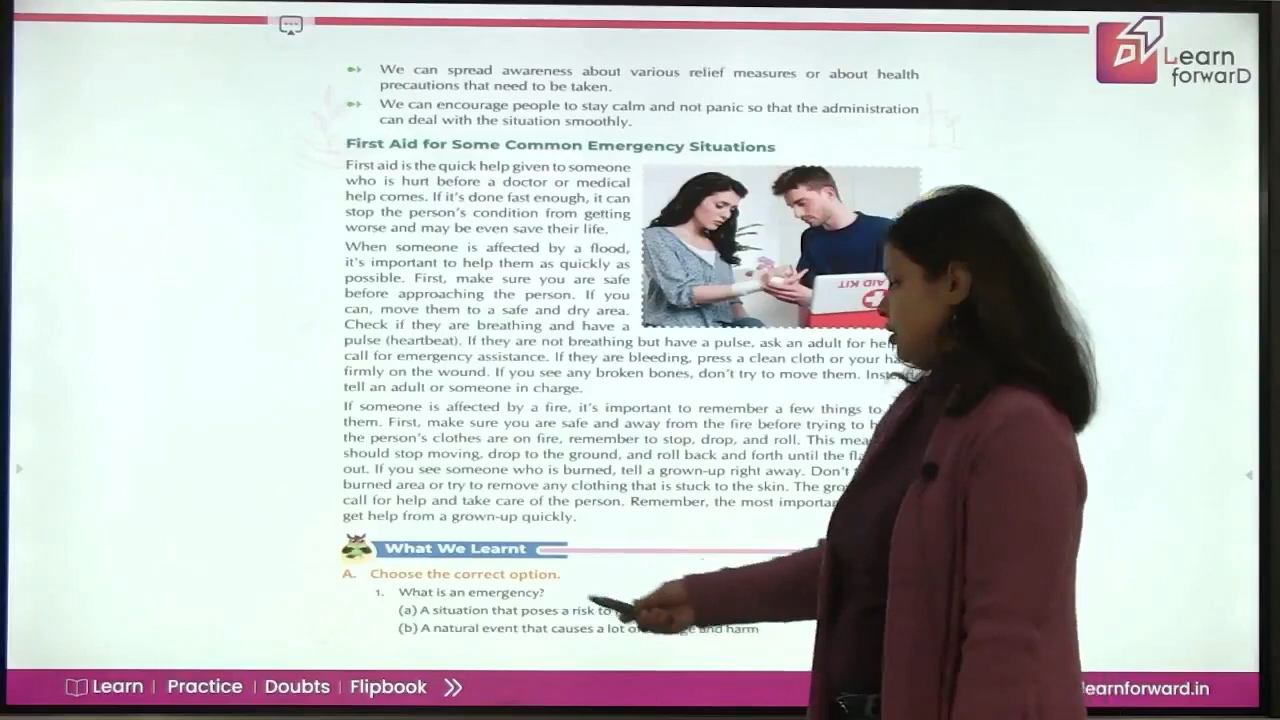 Learn
forwarD
We can spread awareness about various relief measures or about health
precautions that need to be taken.
We can encourage people to stay calm and not panic so that the administration
can deal with the situation smoothly.
First Aid for Some Common Emergency Situations
First aid is the quick help given to someone
who is hurt before a doctor or medical
help comes. If it's done fast enough, it can
stop the person's condition from getting
worse and may be even save their life.
When someone is affected by a flood,
it's important to help them as quickly as
possible. First, make sure you are safe
before approaching the person. If you
can, move them to a safe and dry area.
Check if they are breathing and have a
AID KIT
pulse (heartbeat). If they are not breathing but have a pulse, ask an adult for
call for emergency assistance. If they are bleeding, press a clean cloth or your
firmly on the wound. If you see any broken bones, don't try to move them.
tell an adult or someone in charge.
If someone is affected by a fire, it's important to remember a few things to
them. First, make sure you are safe and away from the fire before trying to
the person's clothes are on fire, remember to stop, drop, and roll. This
should stop moving, drop to the ground, and roll back and forth until the
out. If you see someone who is burned, tell a grown-up right away. Don't
burned area or try to remove any clothing that is stuck to the skin. The
call for help and take care of the person. Remember, the most
get help from a grown-up quickly.
What We Learnt
A. Choose the correct option.
1. What is an emergency?
(a) A situation that poses a risk to
(b) A natural event that causes a lot and harm
Learn | Practice | Doubts | Flipbook
learnforward.in